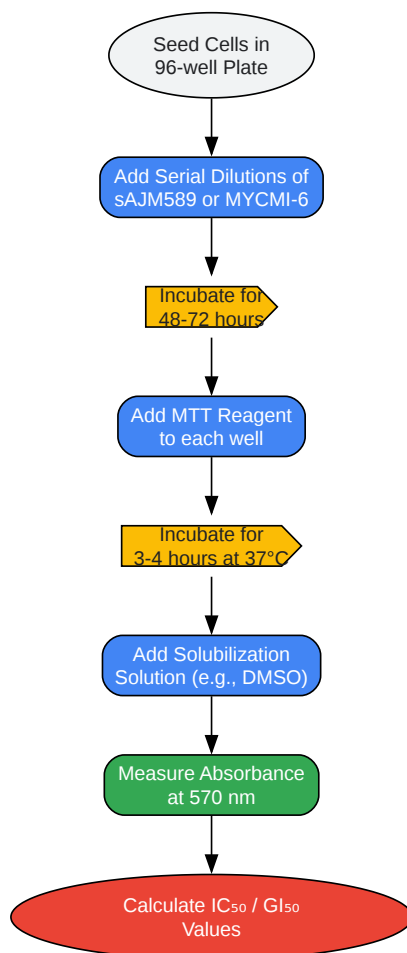 Seed Cells in
96-well Plate
Add Serial Dilutions of
sAJM589 or MYCMI-6
Incubate for
48-72 hours
Add MTT Reagent
to each well
Incubate for
3-4 hours at 37°C
Add Solubilization
Solution (e.g., DMSO)
Measure Absorbance
at 570 nm
Calculate IC₅₀ / GI₅₀
Values